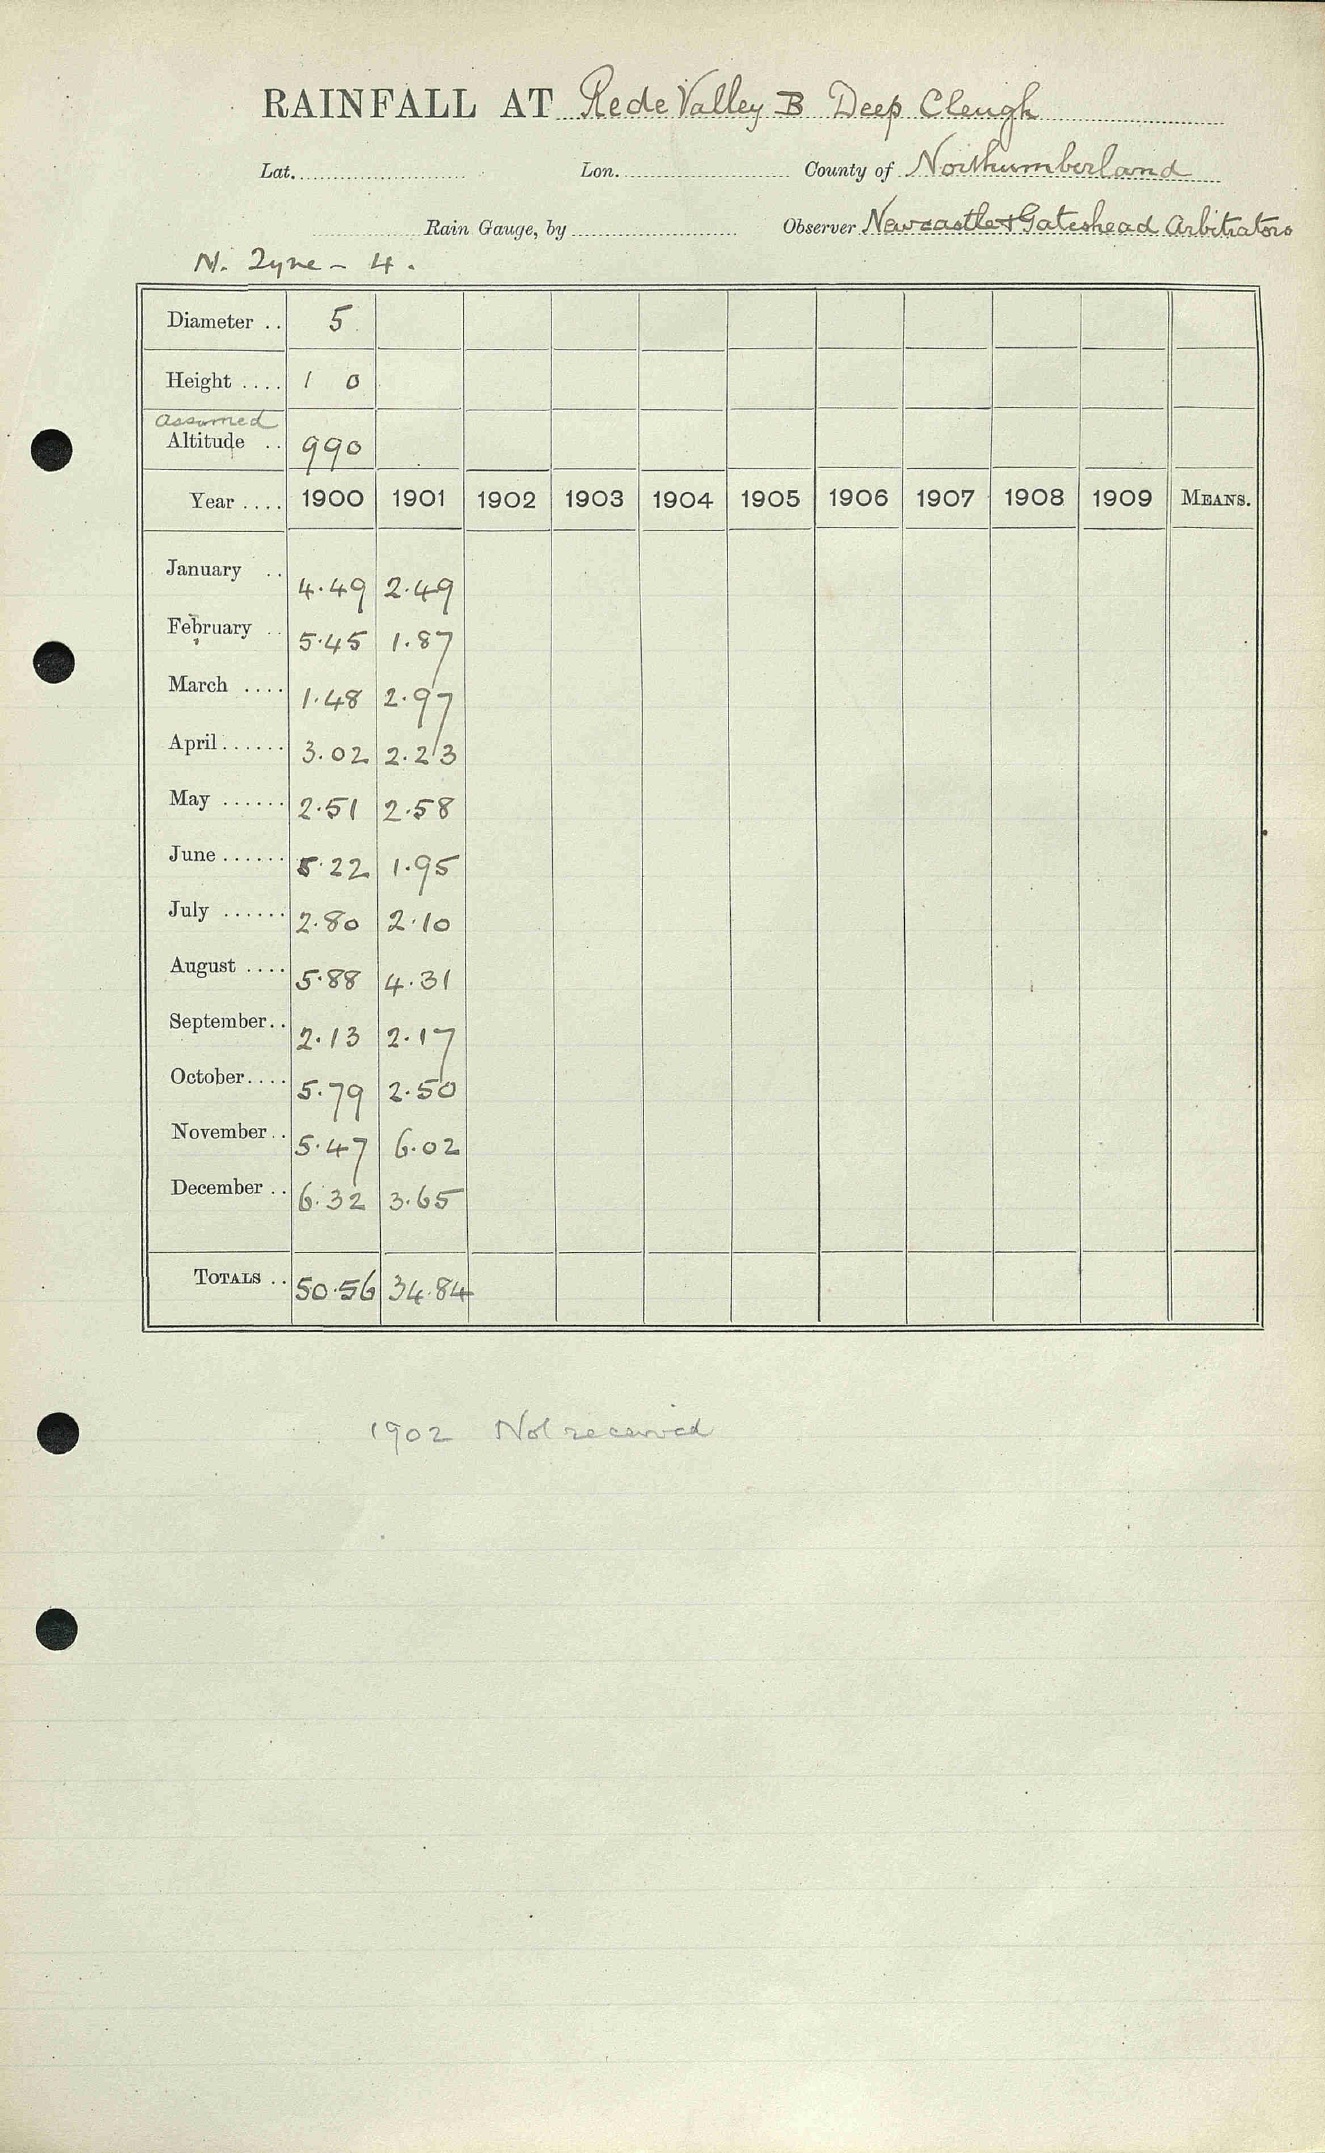 RAINFALL AT Rede Valley B Deep Cleugh
Lat. Lon. County of Northumberland
Rain Gauge, by Observer Newcastle & Gateshead Arbitrators
N. Tyne - 4.
Diameter .. 5
Height .... 1 0
assumed
Altitude .. 990
Year .... 1900 1901 1902 1903 1904 1905 1906 1907 1908 1909 MEANS.
January .. 4.49 2.49
February .. 5.45 1.87
March .... 1.48 2.97
April ...... 3.02 2.23
May ...... 2.51 2.58
June ...... 5.22 1.95
July ...... 2.80 2.10
August .... 5.88 4.31
September.. 2.13 2.17
October.... 5.79 2.50
November.. 5.47 6.02
December .. 6.32 3.65
TOTALS .. 50.56 34.84
1902 Not received